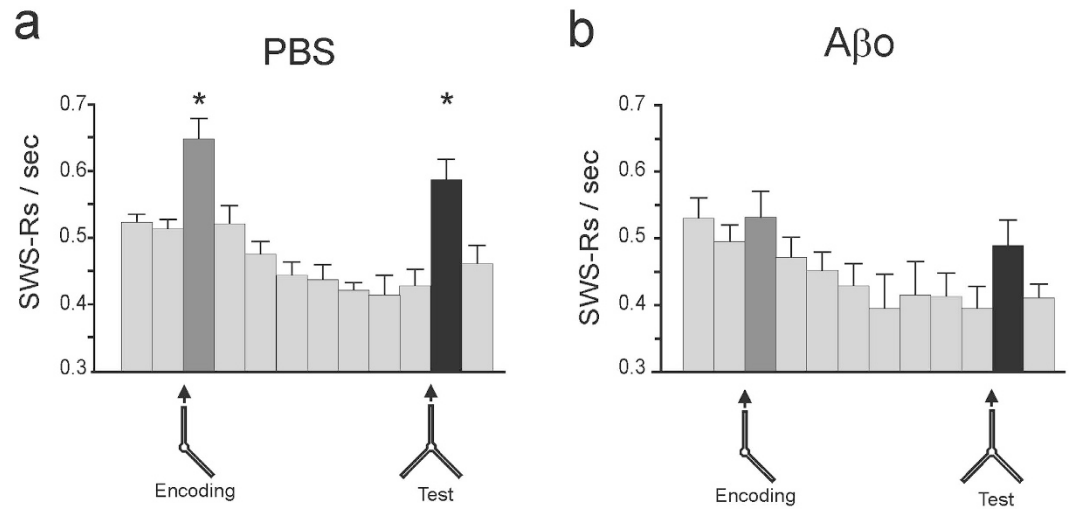 a
PBS
SWS-Rs / sec
0.7
0.6
0.5
0.4
0.3
*
*
Encoding
Test
b
Aβo
SWS-Rs / sec
0.7
0.6
0.5
0.4
0.3
Encoding
Test